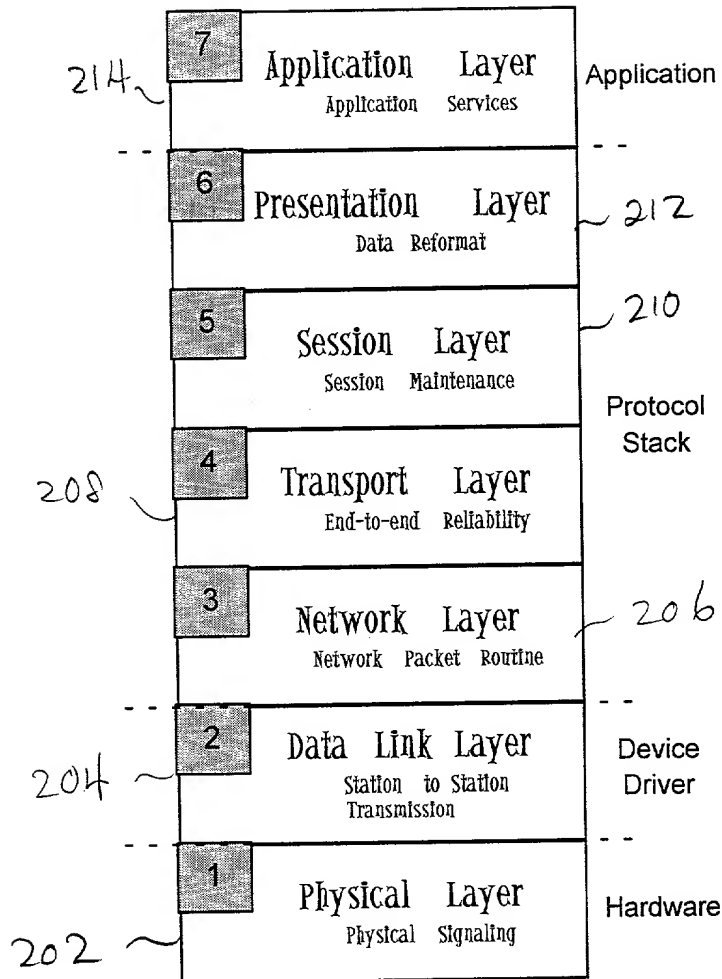 7
214
Application Layer
Application
Application Services
6
Presentation Layer
212
Data Reformat
210
5
Session Layer
Session Maintenance
Protocol
Stack
4
208
Transport Layer
End-to-end Reliability
3
Network Layer
206
Network Packet Routine
2
Data Link Layer
Device
Driver
204
Station to Station
Transmission
1
Physical Layer
Hardware
202
Physical Signaling